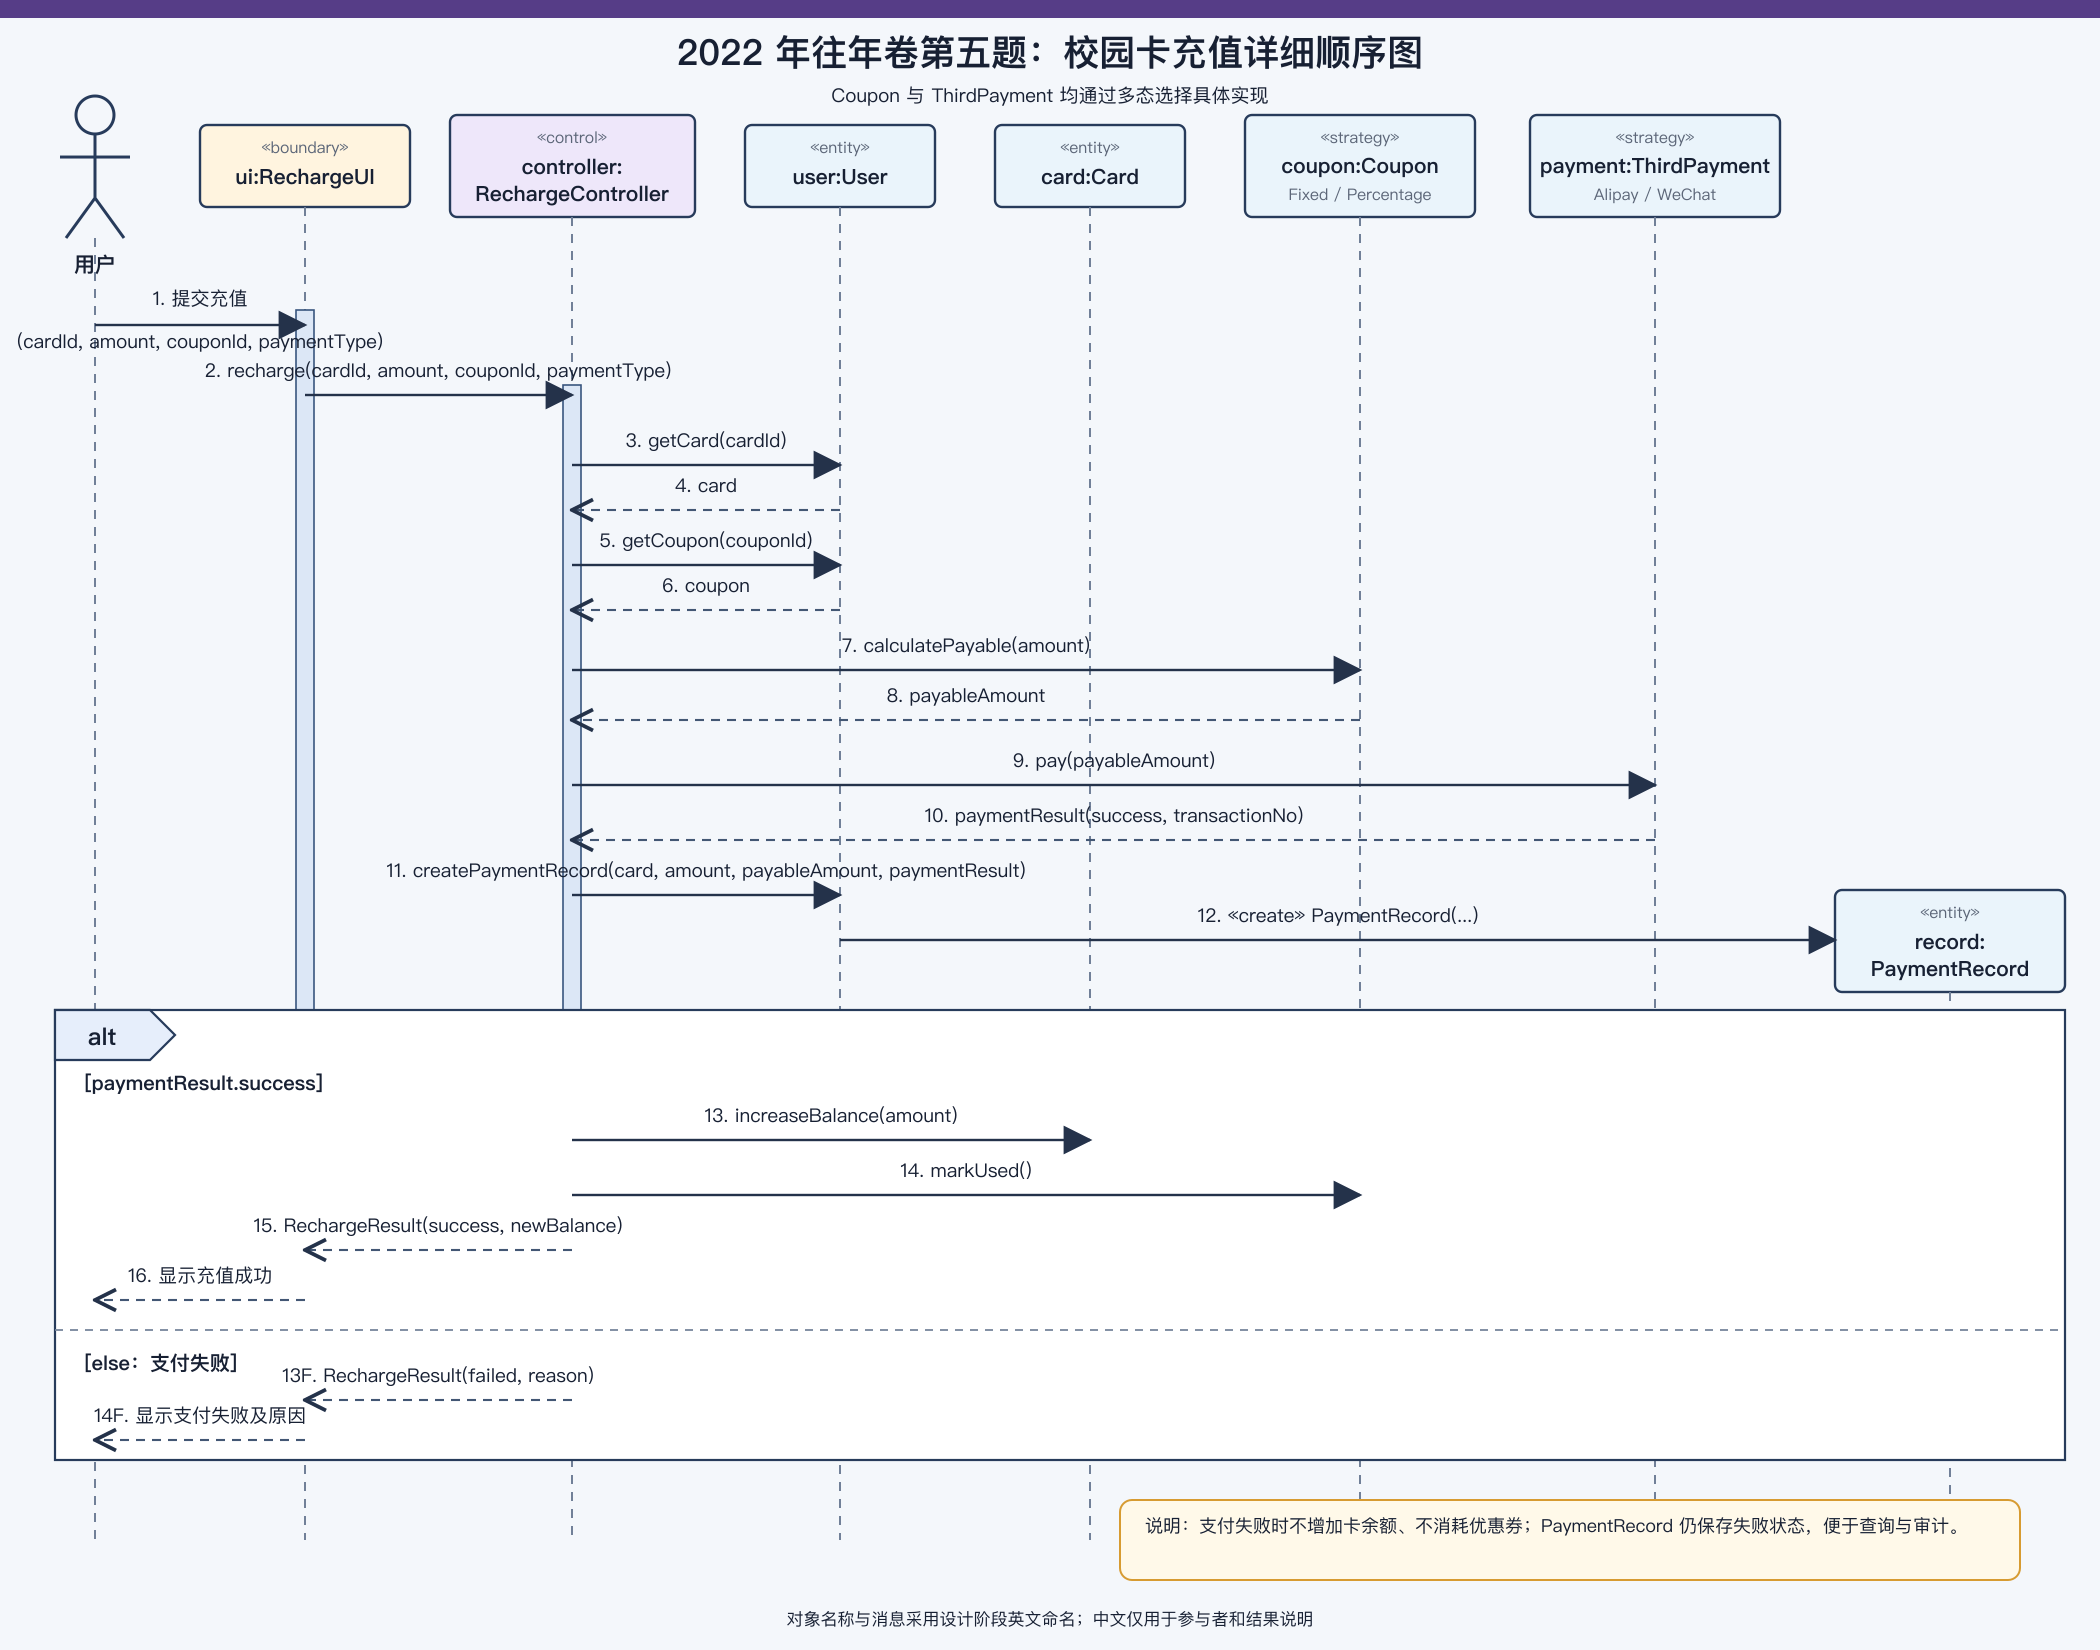 2022 年往年卷第五题：校园卡充值详细顺序图
Coupon 与 ThirdPayment 均通过多态选择具体实现
用户
«boundary»
ui:RechargeUI
«control»
controller:
RechargeController
«entity»
user:User
«entity»
card:Card
«strategy»
coupon:Coupon
Fixed / Percentage
«strategy»
payment:ThirdPayment
Alipay / WeChat
1. 提交充值
(cardId, amount, couponId, paymentType)
2. recharge(cardId, amount, couponId, paymentType)
3. getCard(cardId)
4. card
5. getCoupon(couponId)
6. coupon
7. calculatePayable(amount)
8. payableAmount
9. pay(payableAmount)
10. paymentResult(success, transactionNo)
11. createPaymentRecord(card, amount, payableAmount, paymentResult)
12. «create» PaymentRecord(...)
«entity»
record:
PaymentRecord
alt
[paymentResult.success]
13. increaseBalance(amount)
14. markUsed()
15. RechargeResult(success, newBalance)
16. 显示充值成功
[else：支付失败]
13F. RechargeResult(failed, reason)
14F. 显示支付失败及原因
说明：支付失败时不增加卡余额、不消耗优惠券；PaymentRecord 仍保存失败状态，便于查询与审计。
对象名称与消息采用设计阶段英文命名；中文仅用于参与者和结果说明